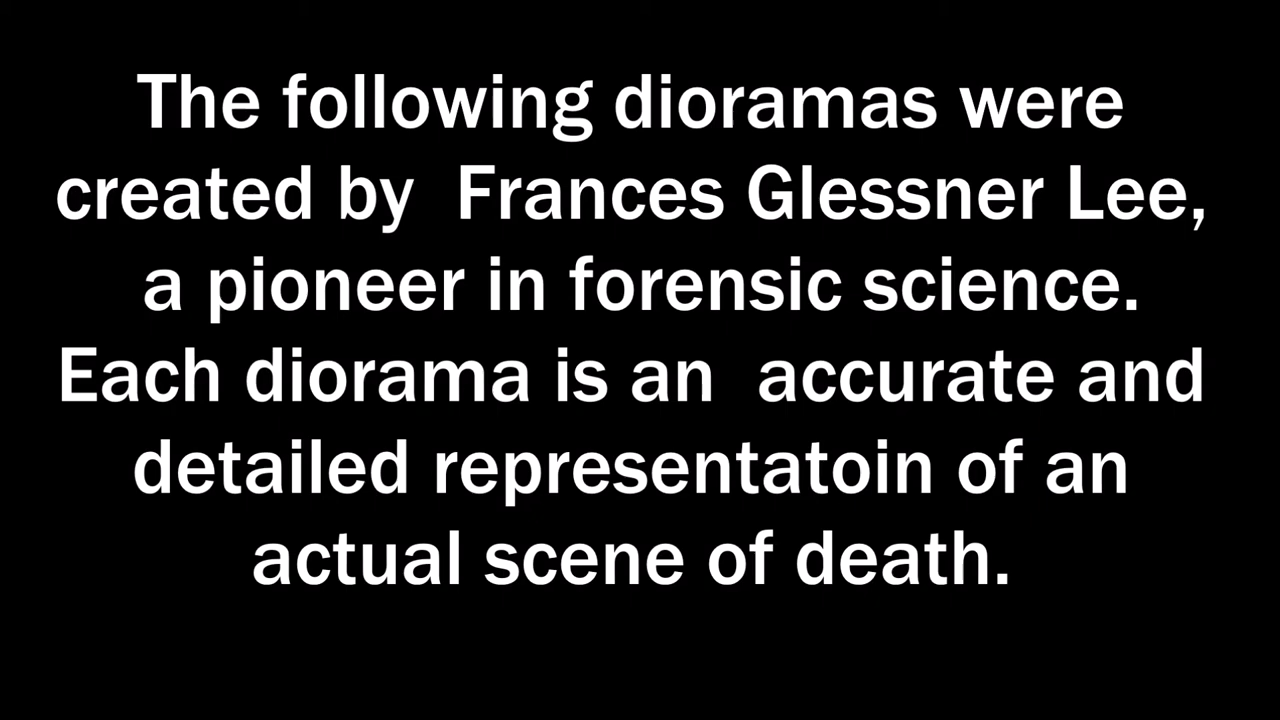 The following dioramas were
created by  Frances Glessner Lee,
a pioneer in forensic science.
Each diorama is an  accurate and
detailed representatoin of an
actual scene of death.